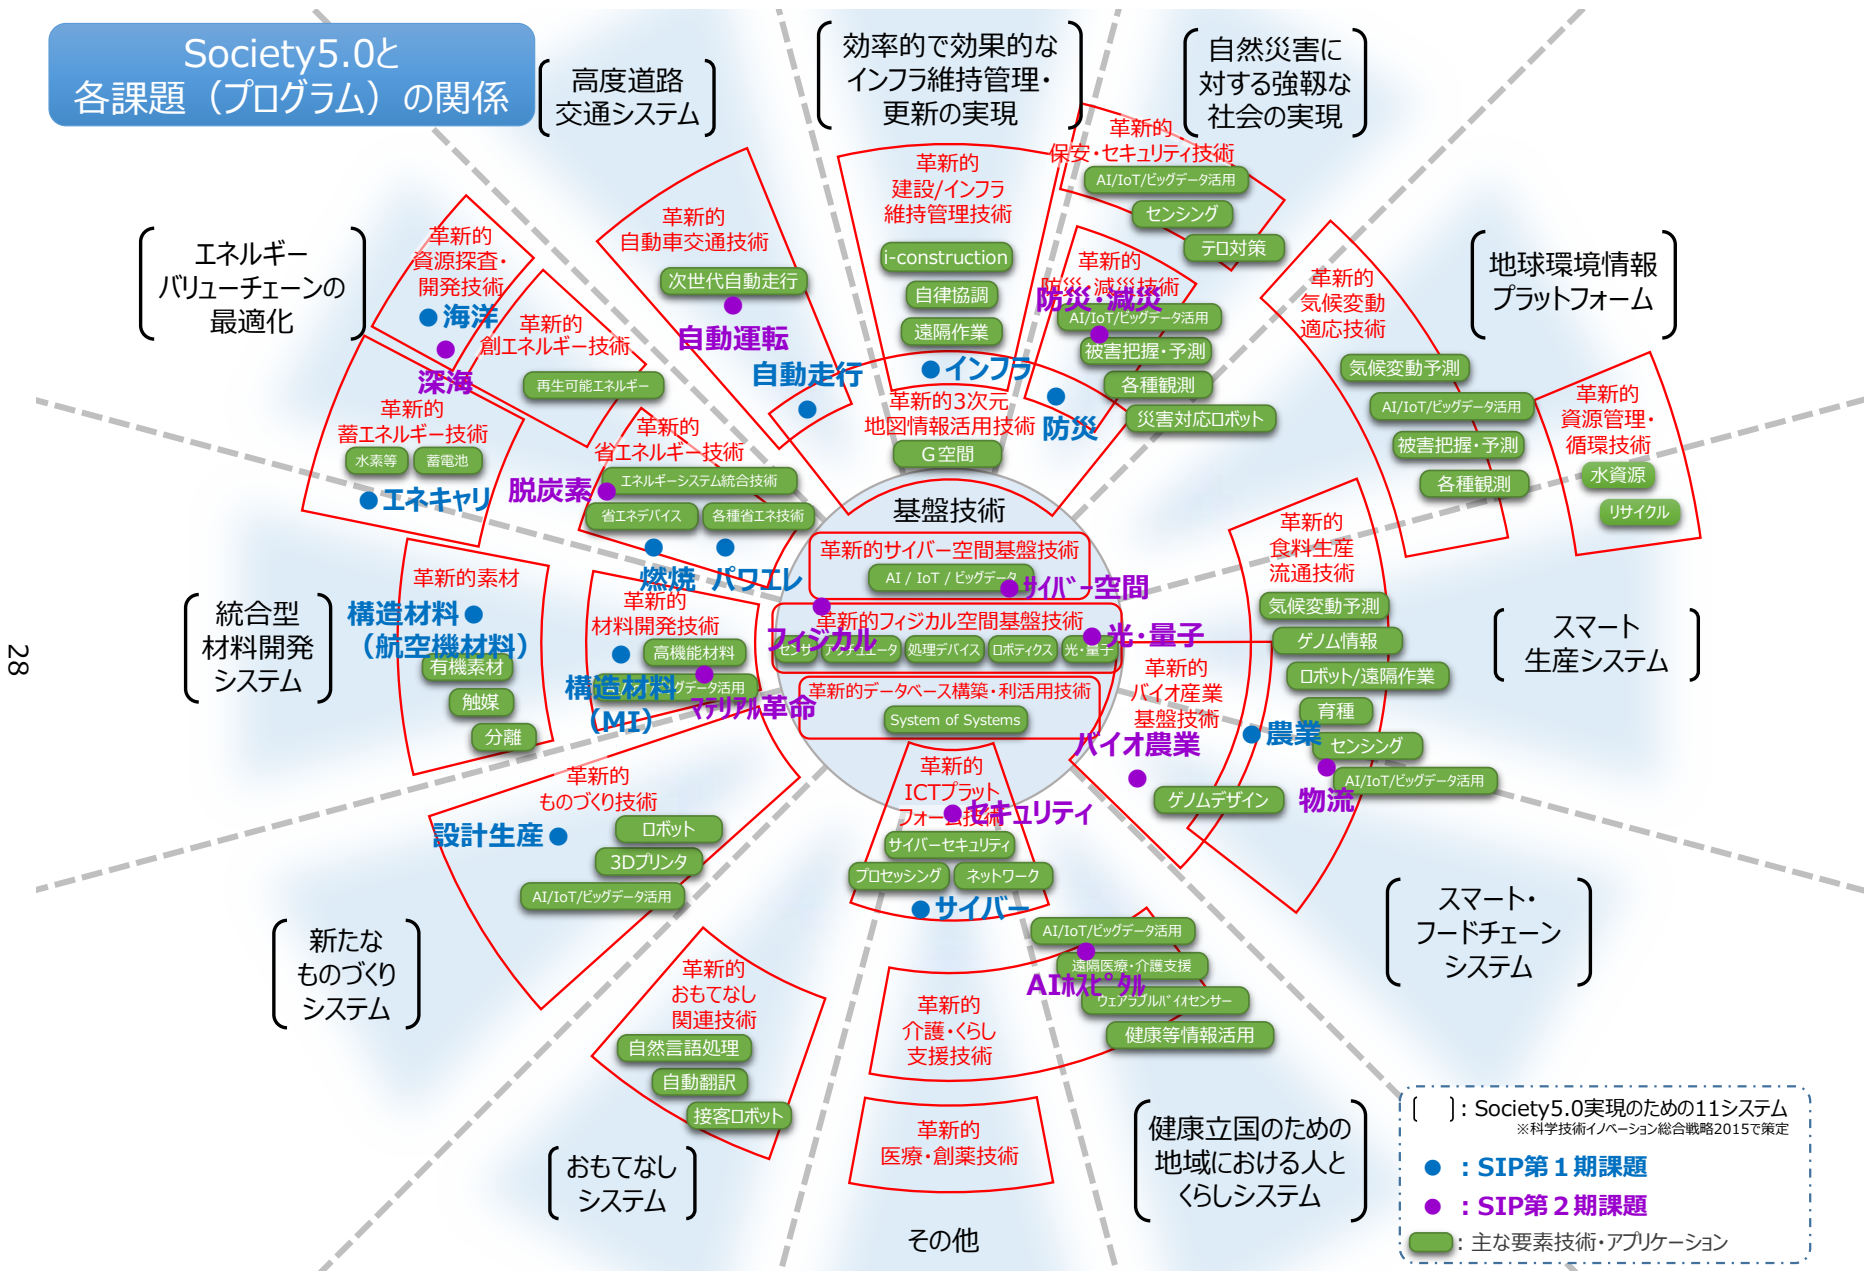 Society5.0と
各課題（プログラム）の関係
高度道路
交通システム
効率的で効果的な
インフラ維持管理・
更新の実現
自然災害に
対する強靱な
社会の実現
エネルギー
バリューチェーンの
最適化
地球環境情報
プラットフォーム
統合型
材料開発
システム
スマート
生産システム
新たな
ものづくり
システム
スマート・
フードチェーン
システム
おもてなし
システム
その他
健康立国のための
地域における人と
くらしシステム
革新的
資源探査・
開発技術
海洋
深海
革新的
創エネルギー技術
再生可能エネルギー
革新的
蓄エネルギー技術
水素等
蓄電池
エネキャリ
革新的
省エネルギー技術
脱炭素
エネルギーシステム統合技術
省エネデバイス
各種省エネ技術
燃焼
パワエレ
革新的
自動車交通技術
次世代自動走行
自動運転
自動走行
革新的
建設/インフラ
維持管理技術
i-construction
自律協調
遠隔作業
インフラ
革新的3次元
地図情報活用技術
G空間
革新的
保安・セキュリティ技術
AI/IoT/ビッグデータ活用
センシング
テロ対策
革新的
防災・減災技術
防災・減災
AI/IoT/ビッグデータ活用
被害把握・予測
各種観測
災害対応ロボット
防災
革新的
気候変動
適応技術
気候変動予測
AI/IoT/ビッグデータ活用
被害把握・予測
各種観測
革新的
資源管理・
循環技術
水資源
リサイクル
基盤技術
革新的サイバー空間基盤技術
AI / IoT / ビッグデータ
サイバー空間
革新的フィジカル空間基盤技術
フィジカル
光・量子
センサ
アクチュエータ
処理デバイス
ロボティクス
光・量子
革新的データベース構築・利活用技術
System of Systems
革新的素材
構造材料
（航空機材料）
有機素材
触媒
分離
革新的
材料開発技術
高機能材料
ビッグデータ活用
構造材料
（MI）
マテリアル革命
革新的
食料生産
流通技術
気候変動予測
ゲノム情報
ロボット/遠隔作業
育種
センシング
AI/IoT/ビッグデータ活用
農業
物流
革新的
バイオ産業
基盤技術
バイオ農業
ゲノムデザイン
革新的
ものづくり技術
設計生産
ロボット
3Dプリンタ
AI/IoT/ビッグデータ活用
革新的
ICTプラット
フォーム技術
セキュリティ
サイバーセキュリティ
プロセッシング
ネットワーク
サイバー
革新的
おもてなし
関連技術
自然言語処理
自動翻訳
接客ロボット
革新的
介護・くらし
支援技術
AI/IoT/ビッグデータ活用
遠隔医療・介護支援
AIホスピタル
ウェアラブルバイオセンサー
健康等情報活用
革新的
医療・創薬技術
：Society5.0実現のための11システム
※科学技術イノベーション総合戦略2015で策定
：SIP第１期課題
：SIP第２期課題
：主な要素技術・アプリケーション
28